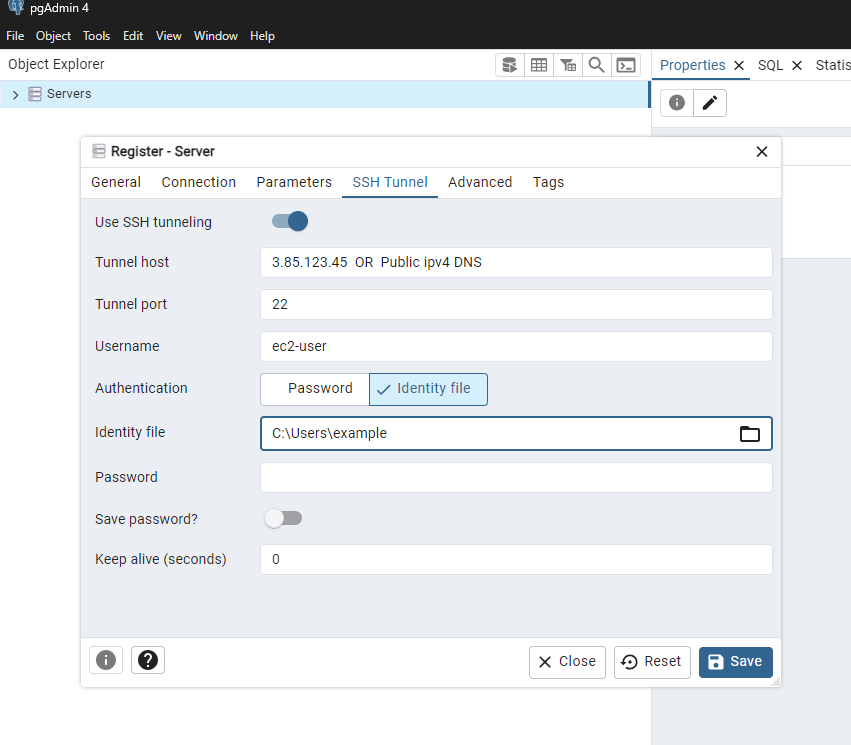 pgAdmin 4
File Object Tools Edit View Window Help
Object Explorer
Properties SQL Statis
Servers
Register - Server
General Connection Parameters SSH Tunnel Advanced Tags
Use SSH tunneling
Tunnel host 3.85.123.45 OR Public ipv4 DNS
Tunnel port 22
Username ec2-user
Authentication Password Identity file
Identity file C:\Users\example
Password
Save password?
Keep alive (seconds) 0
Close Reset Save